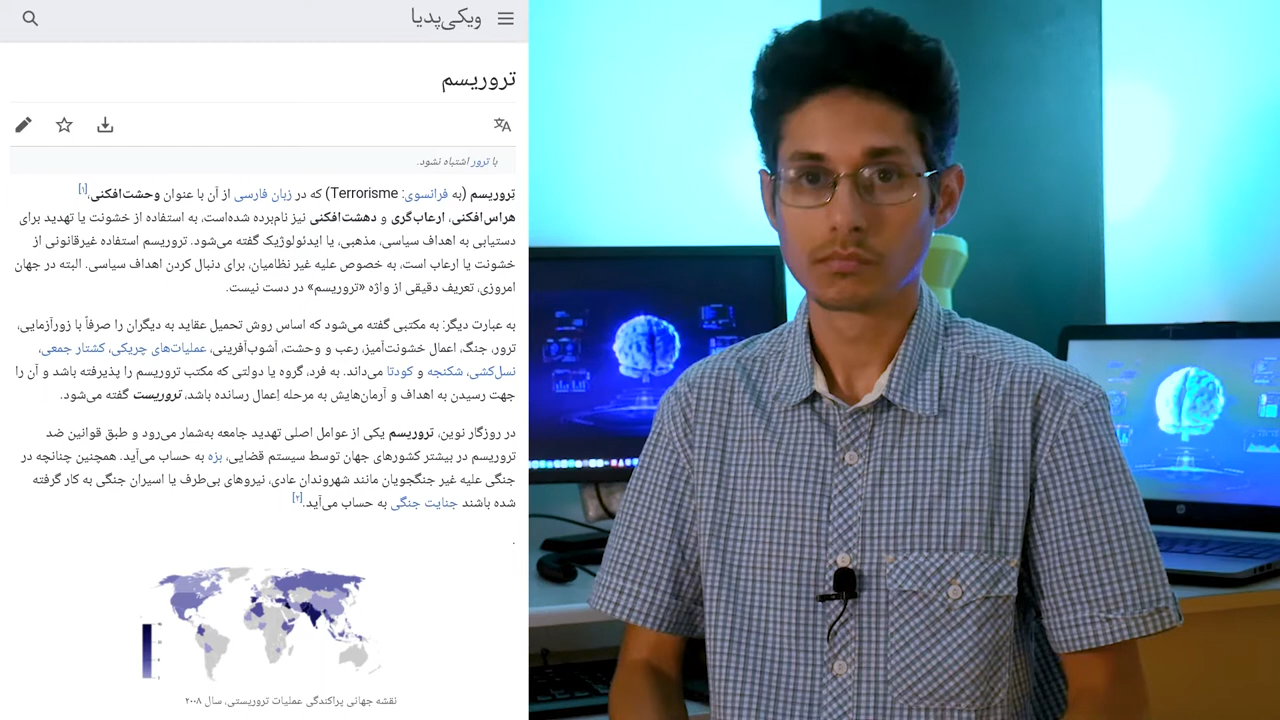 ویکی‌پدیا
تروریسم
با ترور اشتباه نشود.
تروریسم (به فرانسوی: Terrorisme) که در زبان فارسی از آن با عنوان وحشت‌افکنی،[۱]
هراس‌افکنی، ارعاب‌گری و دهشت‌افکنی نیز نام‌برده شده‌است، به استفاده از خشونت یا تهدید برای
دستیابی به اهداف سیاسی، مذهبی، یا ایدئولوژیک گفته می‌شود. تروریسم استفاده غیرقانونی از
خشونت یا ارعاب است، به خصوص علیه غیر نظامیان، برای دنبال کردن اهداف سیاسی. البته در جهان
امروزی، تعریف دقیقی از واژه «تروریسم» در دست نیست.
به عبارت دیگر: به مکتبی گفته می‌شود که اساس روش تحمیل عقاید به دیگران را صرفاً با زورآزمایی،
ترور، جنگ، اعمال خشونت‌آمیز، رعب و وحشت، آشوب‌آفرینی، عملیات‌های چریکی، کشتار جمعی،
نسل‌کشی، شکنجه و کودتا می‌داند. به فرد، گروه یا دولتی که مکتب تروریسم را پذیرفته باشد و آن را
جهت رسیدن به اهداف و آرمان‌هایش به مرحله اِعمال رسانده باشد، تروریست گفته می‌شود.
در روزگار نوین، تروریسم یکی از عوامل اصلی تهدید جامعه به‌شمار می‌رود و طبق قوانین ضد
تروریسم در بیشتر کشورهای جهان توسط سیستم قضایی، بزه به حساب می‌آید. همچنین چنانچه در
جنگی علیه غیر جنگجویان مانند شهروندان عادی، نیروهای بی‌طرف یا اسیران جنگی به کار گرفته
شده باشند جنایت جنگی به حساب می‌آید.[۲]
.
نقشه جهانی پراکندگی عملیات تروریستی، سال ۲۰۰۸
hp